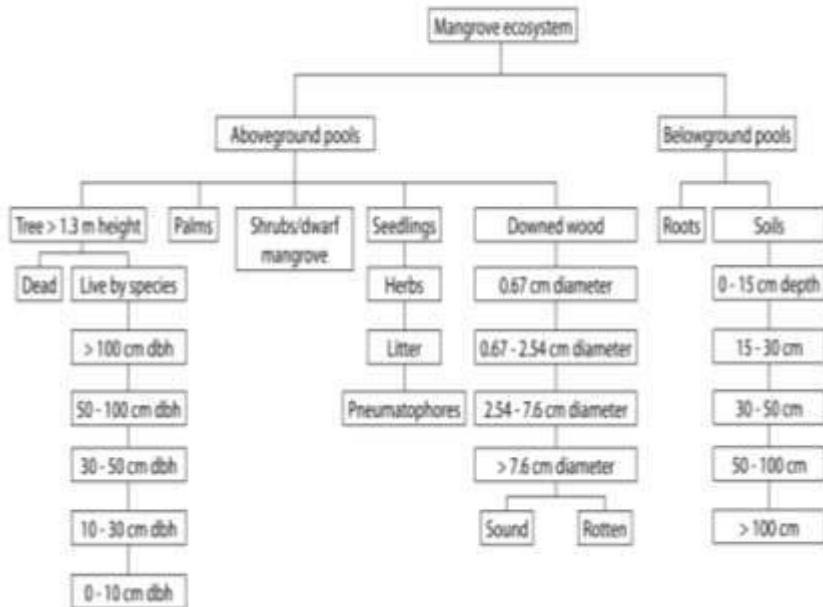 Mangrove ecosystem
Aboveground pools
Belowground pools
Tree > 1.3 m height
Palms
Shrubs/dwarf
mangrove
Seedlings
Downed wood
Roots
Soils
Dead
Live by species
Herbs
0.67 cm diameter
0 - 15 cm depth
> 100 cm dbh
Litter
0.67 - 2.54 cm diameter
15 - 30 cm
50 - 100 cm dbh
Pneumatophores
2.54 - 7.6 cm diameter
30 - 50 cm
30 - 50 cm dbh
> 7.6 cm diameter
50 - 100 cm
10 - 30 cm dbh
Sound
Rotten
> 100 cm
0 - 10 cm dbh